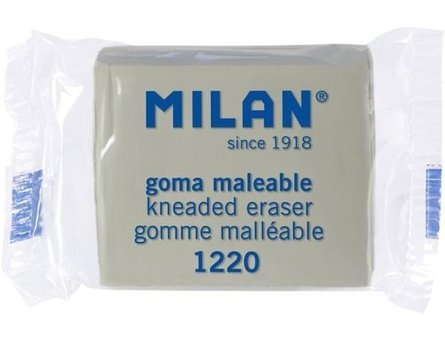 MILAN®
since 1918
goma maleable
kneaded eraser
gomme malléable
1220